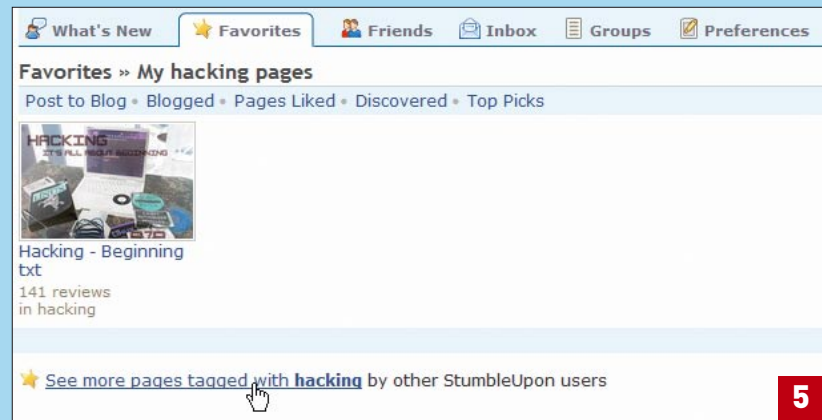 What's New Favorites Friends Inbox Groups Preferences
Favorites » My hacking pages
Post to Blog • Blogged • Pages Liked • Discovered • Top Picks
HACKING
IT'S ALL ABOUT BEGINNING
Hacking - Beginning
txt
141 reviews
in hacking
See more pages tagged with hacking by other StumbleUpon users
5